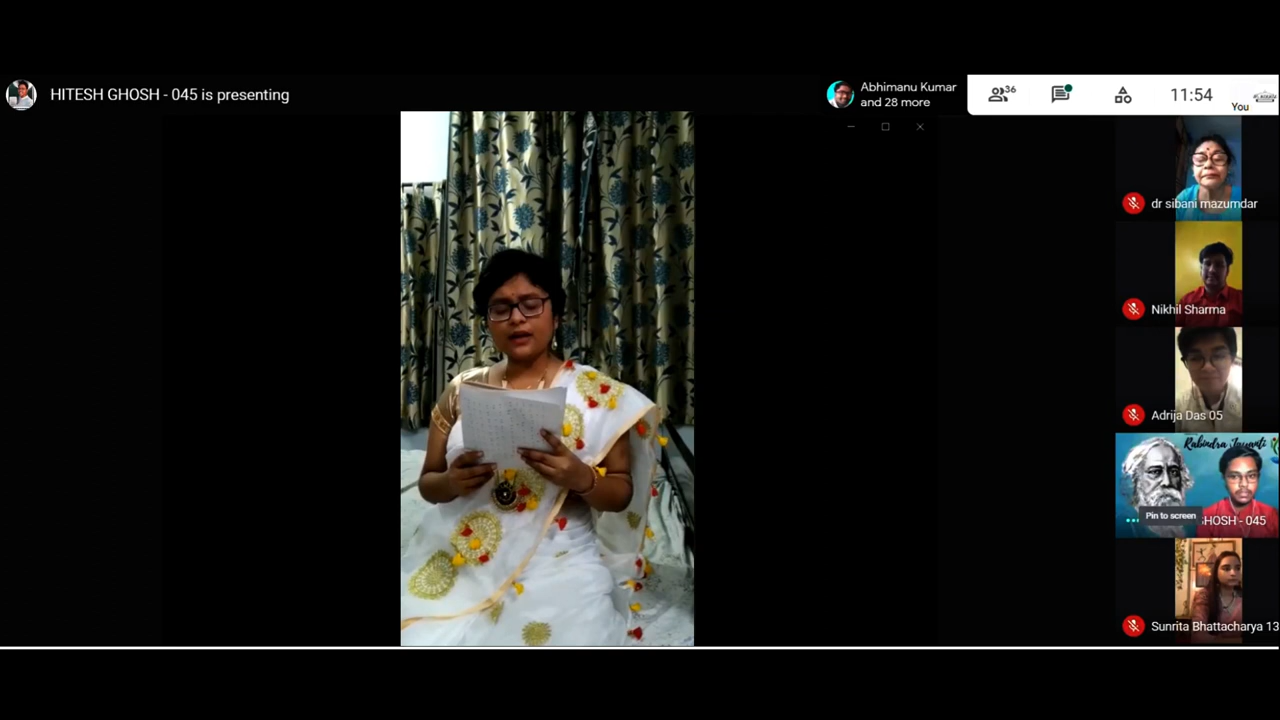 HITESH GHOSH - 045 is presenting
Abhimanu Kumar
and 28 more
36
11:54
You
dr sibani mazumdar
Nikhil Sharma
Adrija Das 05
Rabindra Jayanti
Pin to screen
HOSH - 045
Sunrita Bhattacharya 13